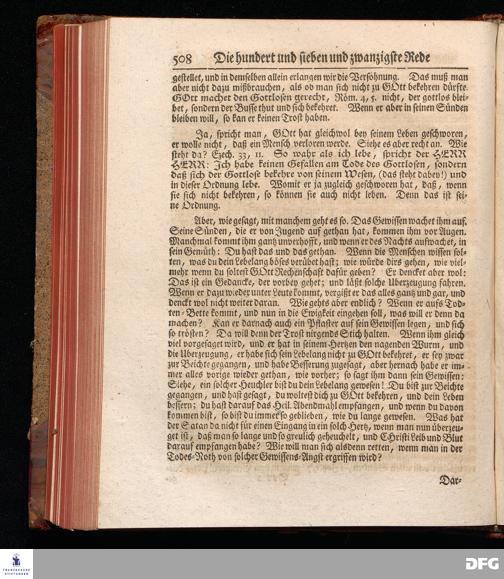 508 Die hundert und sieben und zwanzigste Rede
gestellet, und in demselben allein erlangen wir die Versöhnung. Das muß man
aber nicht dazu mißbrauchen, als ob man sich nicht zu GOtt bekehren dürfte.
GOtt machet den Gottlosen gerecht, Röm. 4, 5. nicht, der gottlos blei-
bet, sondern der Busse thut und sich bekehret. Wenn er aber in seinen Sünden
bleiben will, so kan er keinen Trost haben.
Ja, spricht man, GOtt hat gleichwol bey seinem Leben geschworen,
er wolle nicht, daß ein Mensch verloren werde. Siehe es aber recht an. Wie
steht da? Ezech. 33, 11. So wahr als ich lebe, spricht der HERR
HERR: Ich habe keinen Gefallen am Tode des Gottlosen, sondern
daß sich der Gottlose bekehre von seinem Wesen, (das steht dabey!) und
in dieser Ordnung lebe. Womit er ja zugleich geschworen hat, daß, wenn
sie sich nicht bekehren, so können sie auch nicht leben. Denn das ist sei-
ne Ordnung.
Aber, wie gesagt, mit manchem geht es so. Das Gewissen wachet ihm auf.
Seine Sünden, die er von Jugend auf gethan hat, kommen ihm vor Augen.
Manchmal kommt ihm gantz unverhofft, und wenn er des Nachts aufwachet, in
sein Gemüth: Du hast das und das gethan. Wenn die Menschen wissen sol-
ten, was du dein Lebelang böses verübet hast; wie würde dirs gehen, wie viel-
mehr wenn du soltest GOtt Rechenschaft dafür geben? Er dencket aber wol:
Das ist ein Gedancke, der vorbey gehet; und läßt solche Uberzeugung fahren.
Wenn er dazu wieder unter Leute kommt, vergißt er das alles gantz und gar, und
denckt wol nicht weiter daran. Wie gehts aber endlich? Wenn er aufs Tod-
ten-Bette kommt, und nun in die Ewigkeit eingehen soll, was will er denn da
machen? Kan er darnach auch ein Pflaster auf sein Gewissen legen, und sich
so trösten? Da will denn der Trost nirgends Stich halten. Wenn ihm gleich
viel vorgesaget wird, und er hat in seinem Hertzen den nagenden Wurm, und
die Uberzeugung, er habe sich sein Lebelang nicht zu GOtt bekehret, er sey zwar
zur Beichte gegangen, und habe Besserung zugesagt, aber hernach habe er im-
mer alles vorige wieder gethan, wie vorher; so sagt ihm dann sein Gewissen:
Siehe, ein solcher Heuchler bist du dein Lebelang gewesen! Du bist zur Beichte
gegangen, und hast gesagt, du woltest dich zu GOtt bekehren, und dein Leben
bessern; Du hast darauf das Heil. Abendmahl empfangen, und wenn du davon
kommen bist, so bist du immer so geblieben, wie du lange gewesen. Was hat
der Satan da nicht für einen Eingang in ein solch Hertz, wenn man nun überzeu-
get ist, daß man so lange und so greulich geheuchelt, und CHristi Leib und Blut
darauf empfangen habe? Wie will man sich alsdenn retten, wenn man in der
Todes-Noth von solcher Gewissens-Angst ergriffen wird?
Dar-
FRANCKESCHE
STIFTUNGEN
DFG